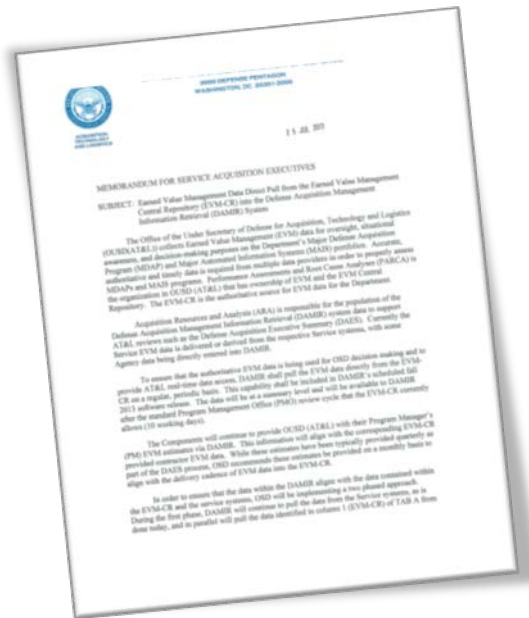 3000 DEFENSE PENTAGON
WASHINGTON, DC 20301-3000
ACQUISITION,
TECHNOLOGY
AND LOGISTICS
15 JUL 2013
MEMORANDUM FOR SERVICE ACQUISITION EXECUTIVES
SUBJECT: Earned Value Management Data Direct Pull from the Earned Value Management
Central Repository (EVM-CR) into the Defense Acquisition Management
Information Retrieval (DAMIR) System
The Office of the Under Secretary of Defense for Acquisition, Technology and Logistics
(OUSD(AT&L)) collects Earned Value Management (EVM) data for oversight, situational
awareness, and decision-making purposes on the Department's Major Defense Acquisition
Program (MDAP) and Major Automated Information Systems (MAIS) portfolios. Accurate,
authoritative and timely data is required from multiple data providers in order to properly assess
MDAPs and MAIS programs. Performance Assessments and Root Cause Analyses (PARCA) is
the organization in OUSD (AT&L) that has ownership of EVM and the EVM Central
Repository. The EVM-CR is the authoritative source for EVM data for the Department.
Acquisition Resources and Analysis (ARA) is responsible for the population of the
Defense Acquisition Management Information Retrieval (DAMIR) system data to support
AT&L reviews such as the Defense Acquisition Executive Summary (DAES). Currently the
Service EVM data is delivered or derived from the respective Service systems, with some
Agency data being directly entered into DAMIR.
To ensure that the authoritative EVM data is being used for OSD decision making and to
provide AT&L real-time data access, DAMIR shall pull the EVM data directly from the EVM-
CR on a regular, periodic basis. This capability shall be included in DAMIR's scheduled fall
2013 software release. The data will be at a summary level and will be available to DAMIR
after the standard Program Management Office (PMO) review cycle that the EVM-CR currently
allows (10 working days).
The Components will continue to provide OUSD (AT&L) with their Program Manager's
(PM) EVM estimates via DAMIR. This information will align with the corresponding EVM-CR
provided contractor EVM data. While these estimates have been typically provided quarterly as
part of the DAES process, OSD recommends these estimates be provided on a monthly basis to
align with the delivery cadence of EVM data into the EVM-CR.
In order to ensure that the data within the DAMIR aligns with the data contained within
the EVM-CR and the service systems, OSD will be implementing a two phased approach.
During the first phase, DAMIR will continue to pull the data from the Service systems, as is
done today, and in parallel will pull the data identified in column 1 (EVM-CR) of TAB A from